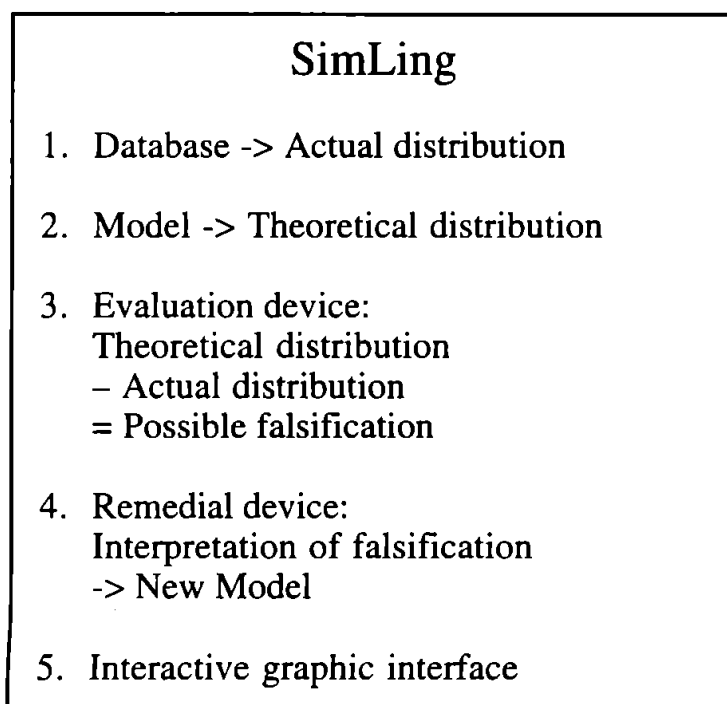 SimLing
1. Database -> Actual distribution
2. Model -> Theoretical distribution
3. Evaluation device:
Theoretical distribution
– Actual distribution
= Possible falsification
4. Remedial device:
Interpretation of falsification
-> New Model
5. Interactive graphic interface